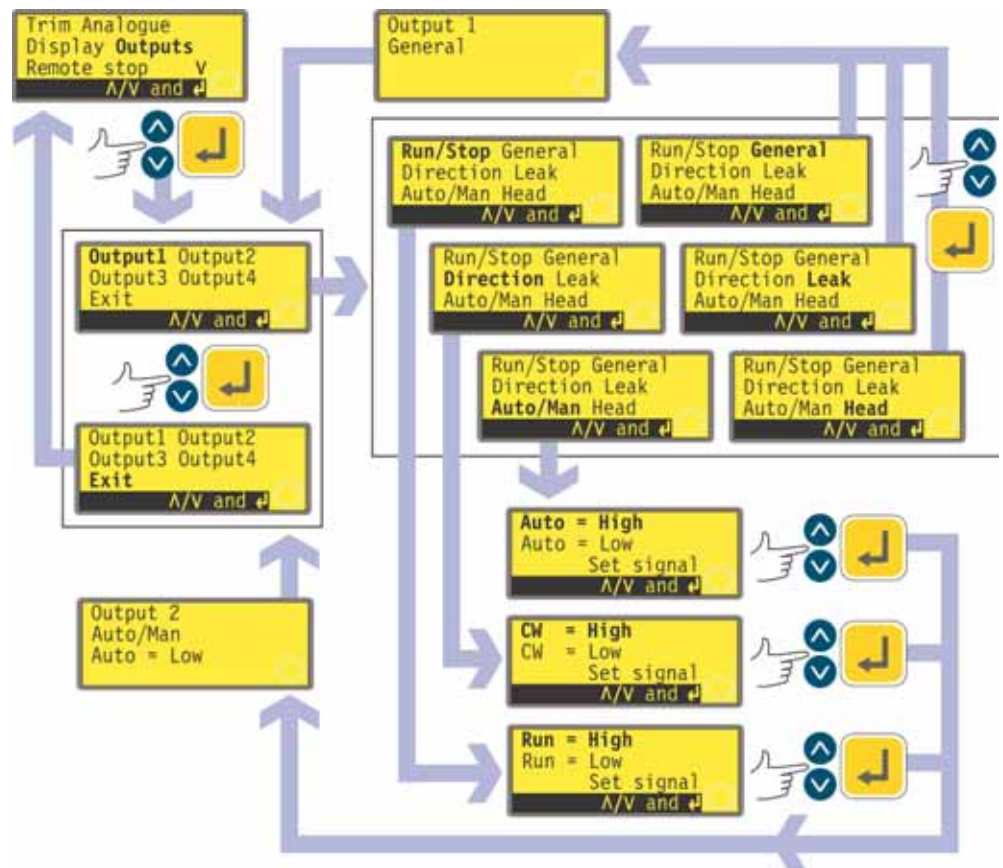 Trim Analogue
Display Outputs
Remote stop V
Λ/V and ↲
Output 1
General
Run/Stop General
Direction Leak
Auto/Man Head
Λ/V and ↲
Run/Stop General
Direction Leak
Auto/Man Head
Λ/V and ↲
Output1 Output2
Output3 Output4
Exit
Λ/V and ↲
Run/Stop General
Direction Leak
Auto/Man Head
Λ/V and ↲
Run/Stop General
Direction Leak
Auto/Man Head
Λ/V and ↲
Run/Stop General
Direction Leak
Auto/Man Head
Λ/V and ↲
Run/Stop General
Direction Leak
Auto/Man Head
Λ/V and ↲
Output1 Output2
Output3 Output4
Exit
Λ/V and ↲
Auto = High
Auto = Low
Set signal
Λ/V and ↲
Output 2
Auto/Man
Auto = Low
CW = High
CW = Low
Set signal
Λ/V and ↲
Run = High
Run = Low
Set signal
Λ/V and ↲